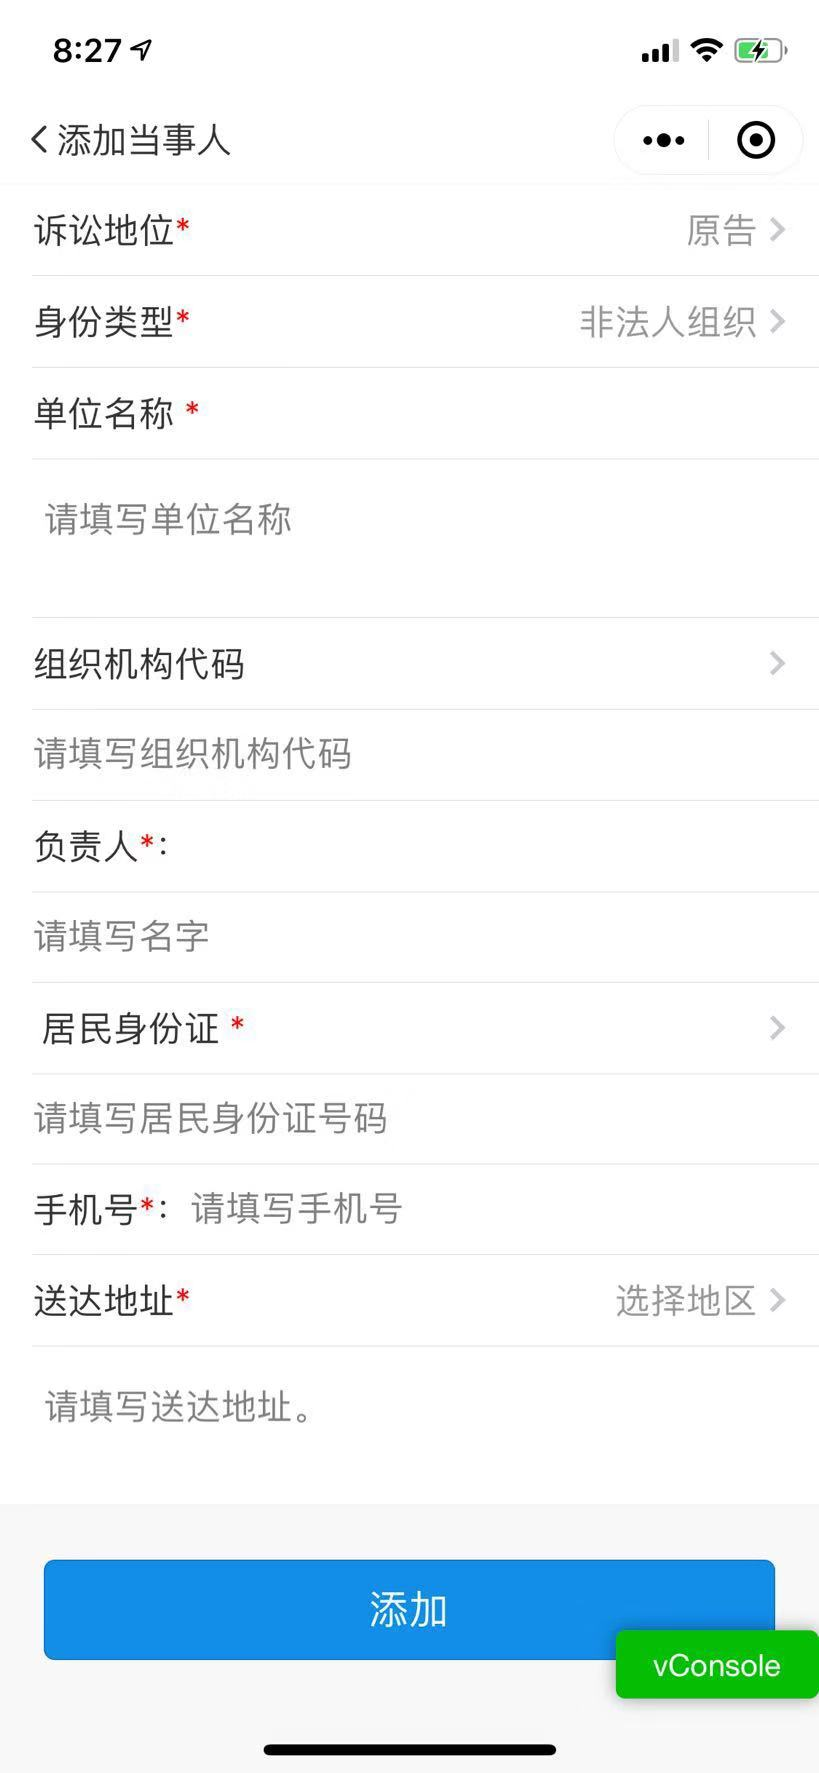 8:27
添加当事人
诉讼地位* 原告
身份类型* 非法人组织
单位名称 *
请填写单位名称
组织机构代码
请填写组织机构代码
负责人*：
请填写名字
居民身份证 *
请填写居民身份证号码
手机号*： 请填写手机号
送达地址* 选择地区
请填写送达地址。
添加
vConsole